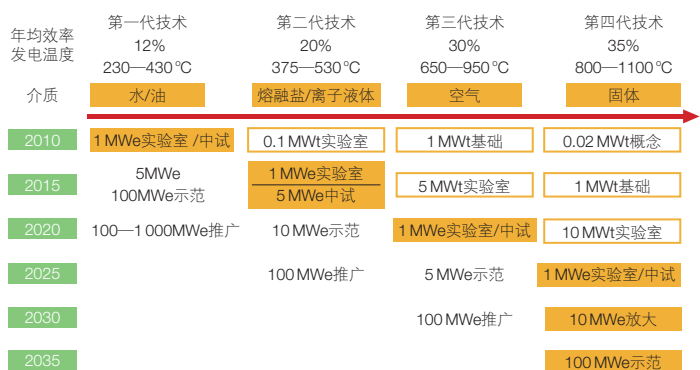 年均效率
发电温度
第一代技术
12%
230—430 ℃
第二代技术
20%
375—530 ℃
第三代技术
30%
650—950 ℃
第四代技术
35%
800—1100 ℃
介质
水/油
熔融盐/离子液体
空气
固体
2010
1 MWe实验室 /中试
0.1 MWt实验室
1 MWt基础
0.02 MWt概念
2015
5MWe
100MWe示范
1 MWe实验室
5 MWe中试
5 MWt实验室
1 MWt基础
2020
100—1 000MWe推广
10 MWe示范
1 MWe实验室/中试
10 MWt实验室
2025
100 MWe推广
5 MWe示范
1 MWe实验室/中试
2030
100 MWe推广
10 MWe放大
2035
100 MWe示范